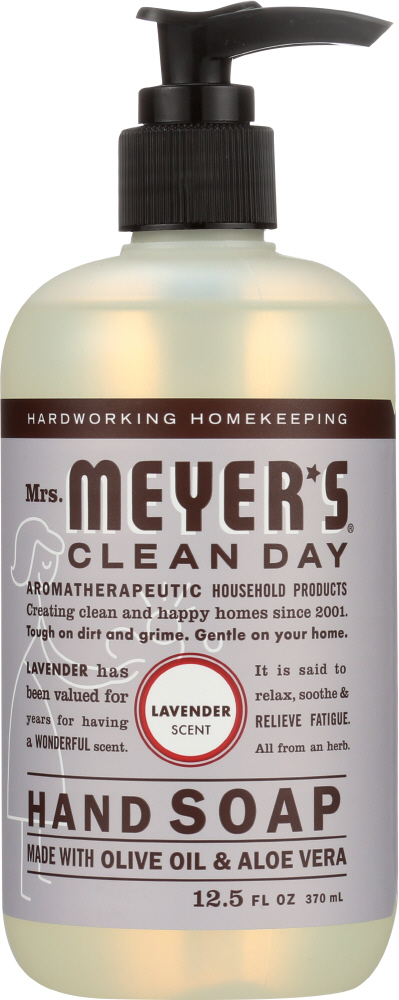 HARDWORKING HOMEKEEPING
Mrs. MEYER'S®
CLEAN DAY
AROMATHERAPEUTIC HOUSEHOLD PRODUCTS
Creating clean and happy homes since 2001.
Tough on dirt and grime. Gentle on your home.
LAVENDER has
been valued for
years for having
a WONDERFUL scent.
LAVENDER
SCENT
It is said to
relax, soothe &
RELIEVE FATIGUE.
All from an herb.
HAND SOAP
MADE WITH OLIVE OIL & ALOE VERA
12.5 FL OZ 370 mL